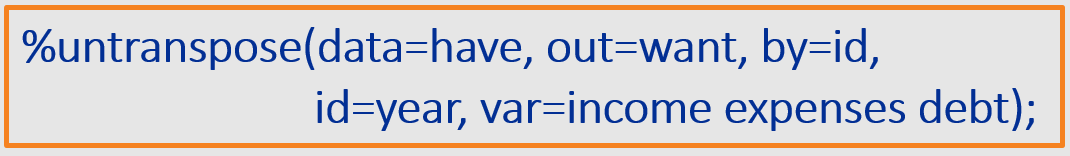 %untranspose(data=have, out=want, by=id,
id=year, var=income expenses debt);